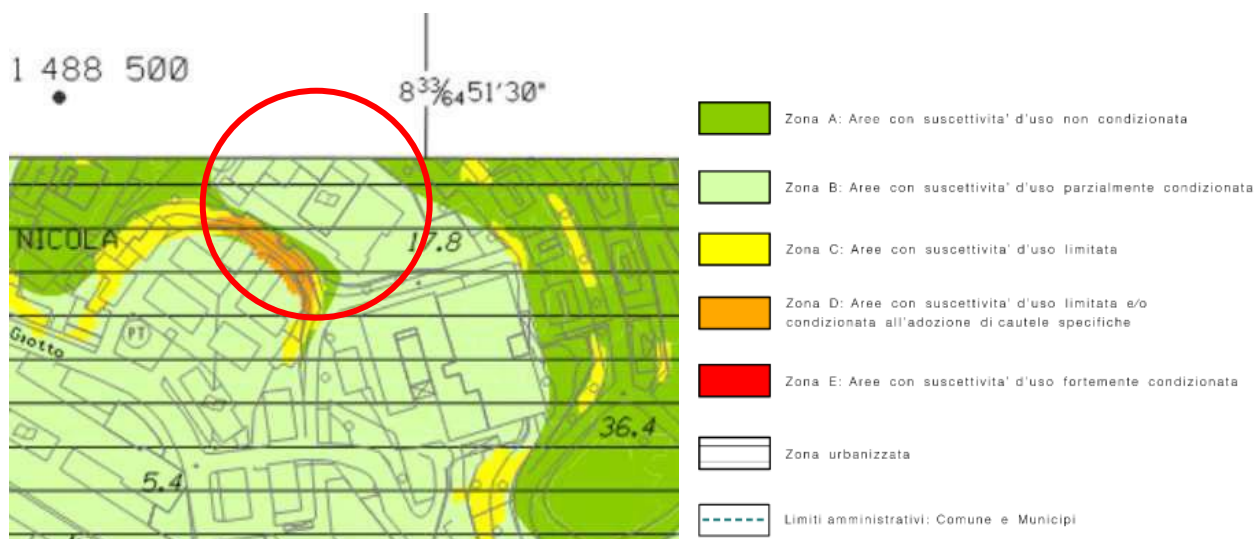 1 488 500
8 33/64 51'30"
NICOLA
17.8
Giotto
PT
36.4
5.4
Zona A: Aree con suscettivita' d'uso non condizionata
Zona B: Aree con suscettivita' d'uso parzialmente condizionata
Zona C: Aree con suscettivita' d'uso limitata
Zona D: Aree con suscettivita' d'uso limitata e/o
condizionata all'adozione di cautele specifiche
Zona E: Aree con suscettivita' d'uso fortemente condizionata
Zona urbanizzata
Limiti amministrativi: Comune e Municipi